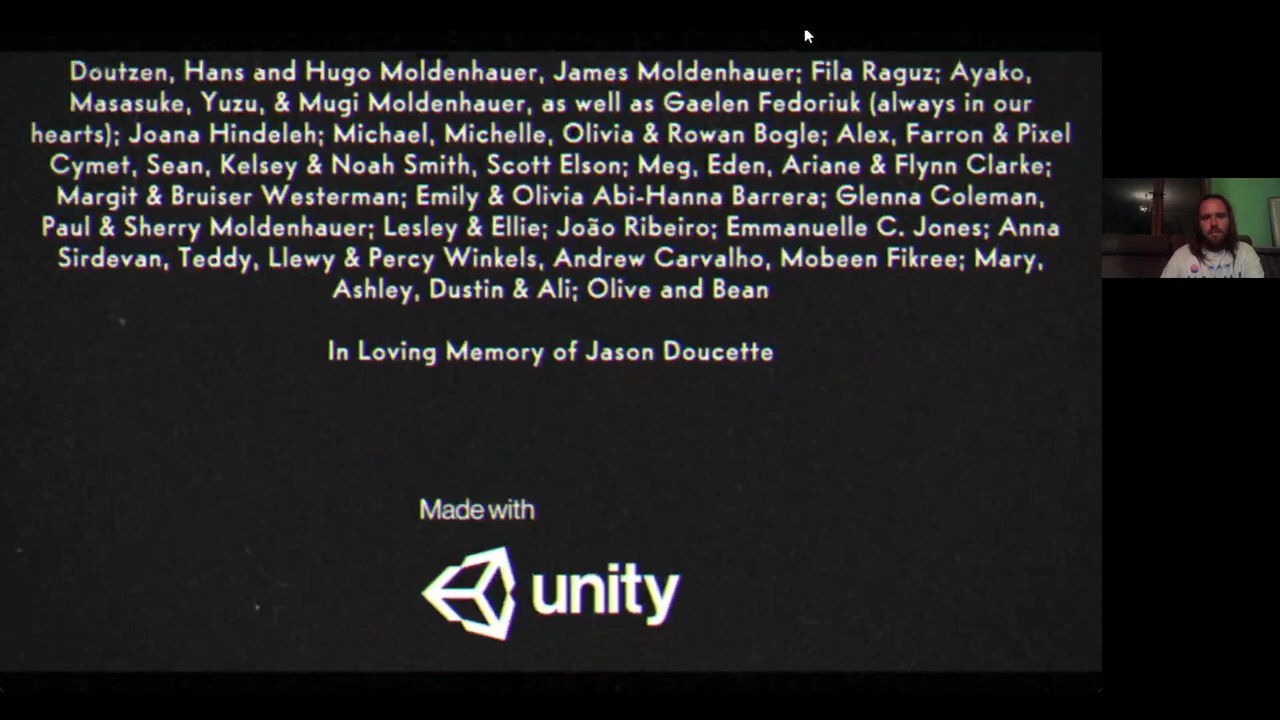 Doutzen, Hans and Hugo Moldenhauer, James Moldenhauer; Fila Raguz; Ayako,
Masasuke, Yuzu, & Mugi Moldenhauer, as well as Gaelen Fedoriuk (always in our
hearts); Joana Hindeleh; Michael, Michelle, Olivia & Rowan Bogle; Alex, Farron & Pixel
Cymet, Sean, Kelsey & Noah Smith, Scott Elson; Meg, Eden, Ariane & Flynn Clarke;
Margit & Bruiser Westerman; Emily & Olivia Abi-Hanna Barrera; Glenna Coleman,
Paul & Sherry Moldenhauer; Lesley & Ellie; João Ribeiro; Emmanuelle C. Jones; Anna
Sirdevan, Teddy, Llewy & Percy Winkels, Andrew Carvalho, Mobeen Fikree; Mary,
Ashley, Dustin & Ali; Olive and Bean
In Loving Memory of Jason Doucette
Made with
unity